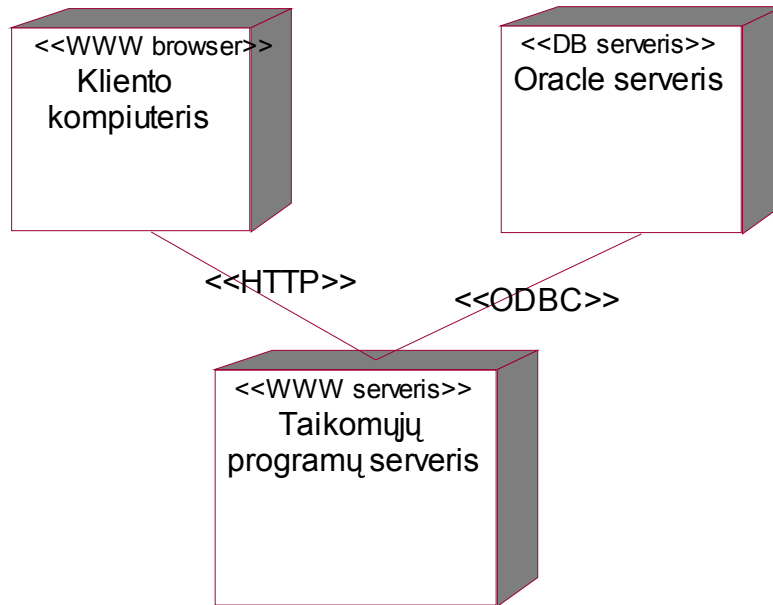 <<WWW browser>>
Kliento
kompiuteris
<<DB serveris>>
Oracle serveris
<<HTTP>>
<<ODBC>>
<<WWW serveris>>
Taikomųjų
programų serveris